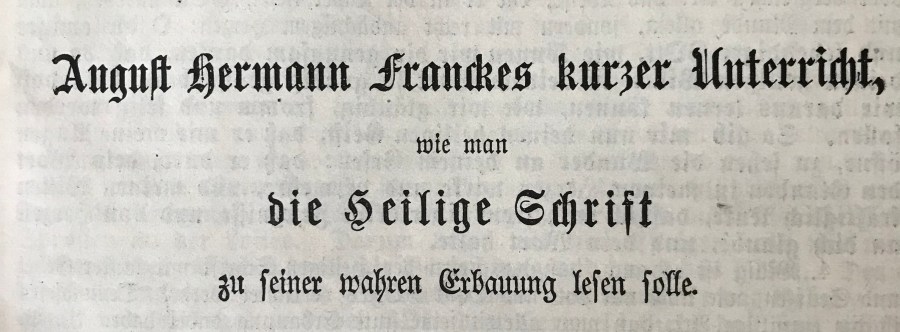 August Hermann Franckes kurzer Unterricht,
wie man
die Heilige Schrift
zu seiner wahren Erbauung lesen solle.